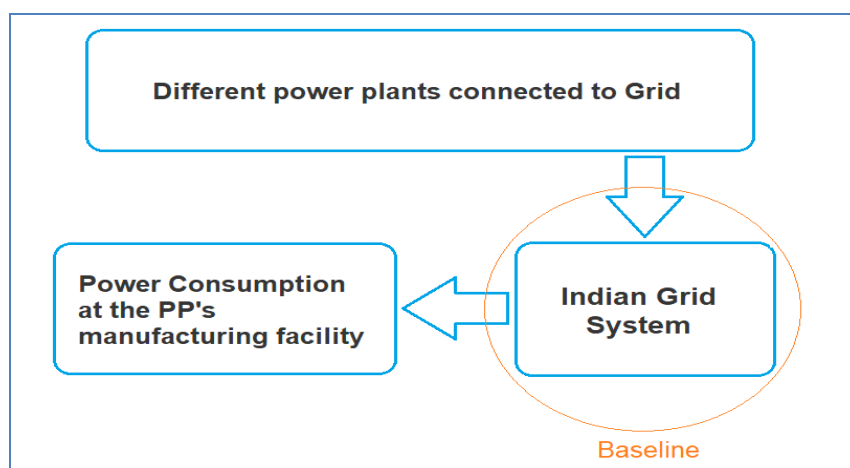 Different power plants connected to Grid
Power Consumption
at the PP's
manufacturing facility
Indian Grid
System
Baseline